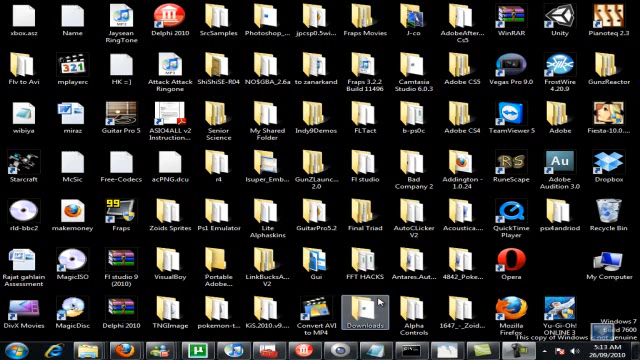 xbox.asz
Name
Jaysean
RingTone
Delphi 2010
SrcSamples
Photoshop_...
jpcsp0.5wi...
Fraps Movies
J-co
AdobeAfter...
Cs5
WinRAR
Unity
Pianoteq 2.3
Flv to Avi
mplayerc
HK =]
Attack Attack
Ringone
ShiShiSE-R04
NO$GBA_2.6a
to zanarkand
Fraps 3.2.2
Build 11496
Camtasia
Studio 6.0.3
Adobe CS5
Vegas Pro 9.0
FrostWire
4.20.9
GunzReactor
wibiya
miraz
Guitar Pro 5
ASIO4ALL v2
Instruction...
Senior
Science
My Shared
Folder
Indy9Demos
FLTact
b-ps0c
Adobe CS4
TeamViewer 5
Adobe
Fiesta-10.0....
Starcraft
McSic
Free-Codecs
acPNG.dcu
r4
Isuper_Emb...
GunZLaunc...
2.0
Fl studio
Bad
Company 2
Addington -
1.0.24
RuneScape
Adobe
Audition 3.0
Dropbox
rld-bbc2
makemoney
99
Fraps
Zoids Sprites
Ps1 Emulator
Lite
Alphaskins
GuitarPro5.2
Final Triad
AutoCLicker
V2
Acoustica...
QuickTime
Player
psx4andriod
Recycle Bin
Rajat gahlain
Assessment
MagicISO
Fl studio 9
(2010)
VisualBoy
Portable
Adobe...
LinkBucksA...
V2
Gui
FFT HACKS
Antares.Aut...
4842_Poke...
Opera
My Computer
DivX Movies
MagicDisc
Delphi 2010
TNGImage
pokemon-t...
KiS.2010.v9...
Convert AVI
to MP4
Downloads
Alpha
Controls
1647_-_Zoid...
Mozilla
Firefox
Yu-Gi-Oh!
ONLINE 3
Windows 7
Build 7600
This copy of Windows is not genuine
5:13 AM
26/09/2010